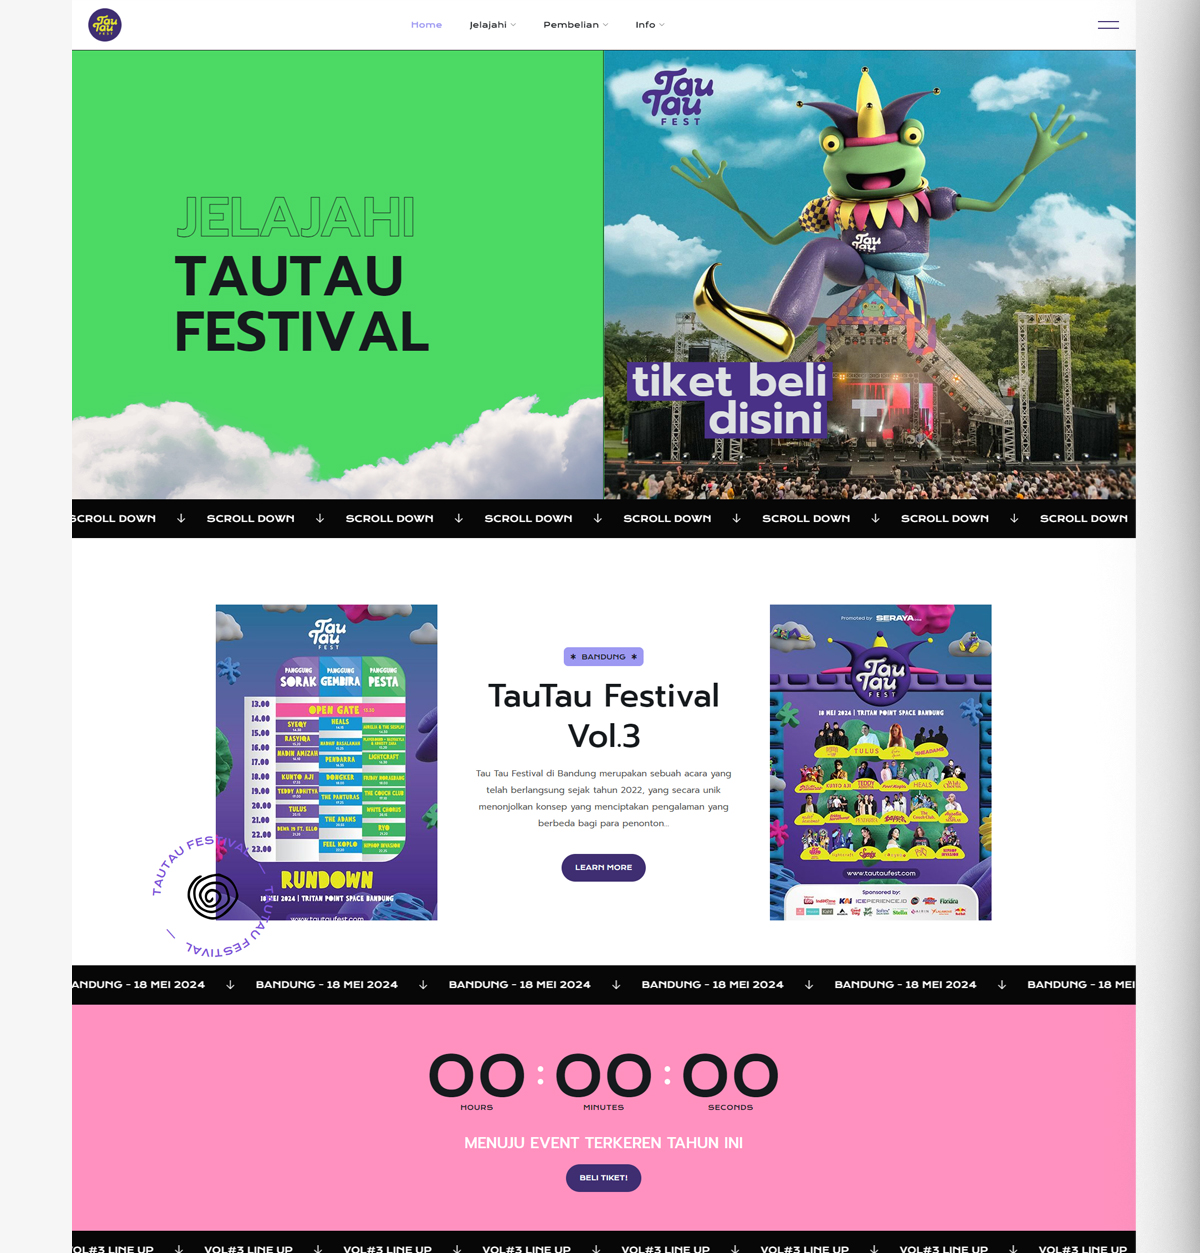 Tau
Tau
FEST
Home
Jelajahi
Pembelian
Info
JELAJAHI
TAUTAU
FESTIVAL
Tau
Tau
FEST
Tau
Tau
tiket beli
disini
SCROLL DOWN ↓ SCROLL DOWN ↓ SCROLL DOWN ↓ SCROLL DOWN ↓ SCROLL DOWN ↓ SCROLL DOWN ↓ SCROLL DOWN ↓ SCROLL DOWN
Tau
Tau
FEST
PANGGUNG SORAK
PANGGUNG GEMBIRA
PANGGUNG PESTA
13.00
OPEN GATE
14.00
HEALS
SYEQY
15.00
RASYIQA
16.00
NADIN AMIZAH
PENDARRA
LIGHTCRAFT
17.00
18.00
KUNTO AJI
DONGKER
19.00
TEDDY ADHITYA
THE PANTURAS
THE COUCH CLUB
20.00
TULUS
WHITE CHORUS
21.00
THE ADAMS
22.00
DEWA 19 FT. ELLO
RYO
23.00
FEEL KOPLO
HIPHOP INVASION
RUNDOWN
18 MEI 2024 | TRITAN POINT SPACE BANDUNG
www.tautaufest.com
TAUTAU FESTIVAL — TAUTAU FESTIVAL —
* BANDUNG *
TauTau Festival
Vol.3
Tau Tau Festival di Bandung merupakan sebuah acara yang
telah berlangsung sejak tahun 2022, yang secara unik
menonjolkan konsep yang menciptakan pengalaman yang
berbeda bagi para penonton...
LEARN MORE
Promoted by SERAYA
Tau
Tau
FEST
18 MEI 2024 | TRITAN POINT SPACE BANDUNG
TULUS
THE ADAMS
KUNTO AJI
TEDDY
HEALS
www.tautaufest.com
Sponsored by:
KAI
ICEPERIENCE.ID
Floridina
ANDUNG - 18 MEI 2024 ↓ BANDUNG - 18 MEI 2024 ↓ BANDUNG - 18 MEI 2024 ↓ BANDUNG - 18 MEI 2024 ↓ BANDUNG - 18 MEI 2024 ↓ BANDUNG - 18 MEI
00 : 00 : 00
HOURS
MINUTES
SECONDS
MENUJU EVENT TERKEREN TAHUN INI
BELI TIKET!
VOL#3 LINE UP ↓ VOL#3 LINE UP ↓ VOL#3 LINE UP ↓ VOL#3 LINE UP ↓ VOL#3 LINE UP ↓ VOL#3 LINE UP ↓ VOL#3 LINE UP ↓ VOL#3 LINE UP